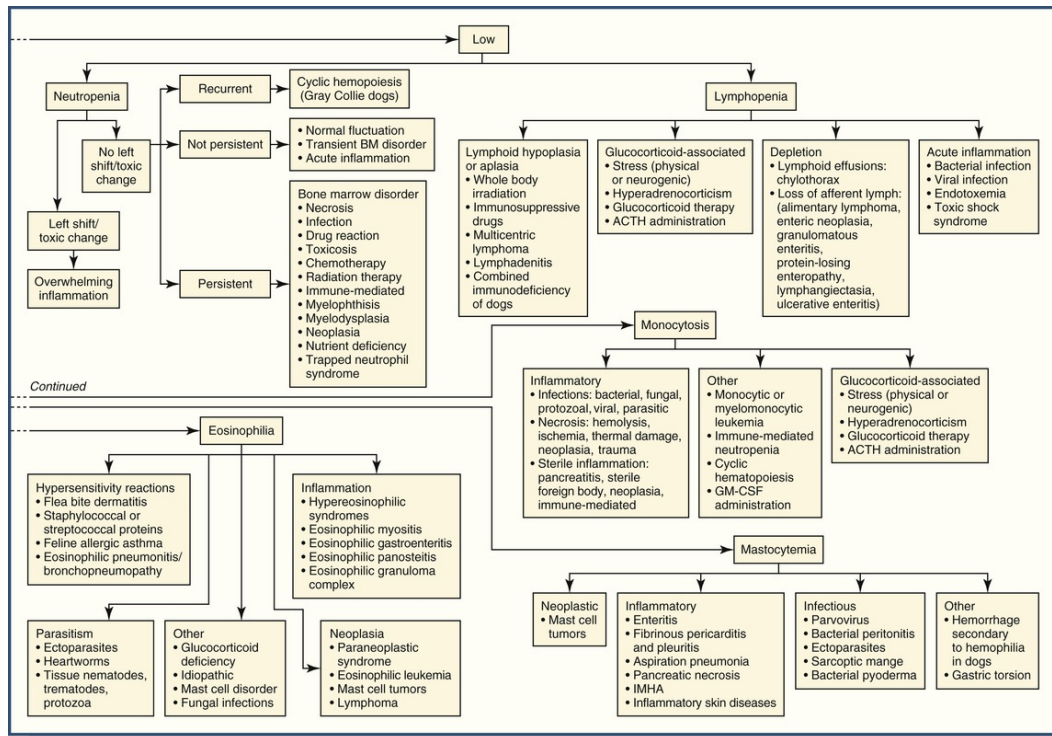 Low
Neutropenia
Recurrent
Cyclic hemopoiesis
(Gray Collie dogs)
No left
shift/toxic
change
Not persistent
• Normal fluctuation
• Transient BM disorder
• Acute inflammation
Left shift/
toxic change
Overwhelming
inflammation
Persistent
Bone marrow disorder
• Necrosis
• Infection
• Drug reaction
• Toxicosis
• Chemotherapy
• Radiation therapy
• Immune-mediated
• Myelophthisis
• Myelodysplasia
• Neoplasia
• Nutrient deficiency
• Trapped neutrophil
syndrome
Lymphopenia
Lymphoid hypoplasia
or aplasia
• Whole body
irradiation
• Immunosuppressive
drugs
• Multicentric
lymphoma
• Lymphadenitis
• Combined
immunodeficiency
of dogs
Glucocorticoid-associated
• Stress (physical
or neurogenic)
• Hyperadrenocorticism
• Glucocorticoid therapy
• ACTH administration
Depletion
• Lymphoid effusions:
chylothorax
• Loss of afferent lymph:
(alimentary lymphoma,
enteric neoplasia,
granulomatous
enteritis,
protein-losing
enteropathy,
lymphangiectasia,
ulcerative enteritis)
Acute inflammation
• Bacterial infection
• Viral infection
• Endotoxemia
• Toxic shock
syndrome
Continued
Monocytosis
Inflammatory
• Infections: bacterial, fungal,
protozoal, viral, parasitic
• Necrosis: hemolysis,
ischemia, thermal damage,
neoplasia, trauma
• Sterile inflammation:
pancreatitis, sterile
foreign body, neoplasia,
immune-mediated
Other
• Monocytic or
myelomonocytic
leukemia
• Immune-mediated
neutropenia
• Cyclic
hematopoiesis
• GM-CSF
administration
Glucocorticoid-associated
• Stress (physical or
neurogenic)
• Hyperadrenocorticism
• Glucocorticoid therapy
• ACTH administration
Eosinophilia
Hypersensitivity reactions
• Flea bite dermatitis
• Staphylococcal or
streptococcal proteins
• Feline allergic asthma
• Eosinophilic pneumonitis/
bronchopneumopathy
Inflammation
• Hypereosinophilic
syndromes
• Eosinophilic myositis
• Eosinophilic gastroenteritis
• Eosinophilic panosteitis
• Eosinophilic granuloma
complex
Parasitism
• Ectoparasites
• Heartworms
• Tissue nematodes,
trematodes,
protozoa
Other
• Glucocorticoid
deficiency
• Idiopathic
• Mast cell disorder
• Fungal infections
Neoplasia
• Paraneoplastic
syndrome
• Eosinophilic leukemia
• Mast cell tumors
• Lymphoma
Mastocytemia
Neoplastic
• Mast cell
tumors
Inflammatory
• Enteritis
• Fibrinous pericarditis
and pleuritis
• Aspiration pneumonia
• Pancreatic necrosis
• IMHA
• Inflammatory skin diseases
Infectious
• Parvovirus
• Bacterial peritonitis
• Ectoparasites
• Sarcoptic mange
• Bacterial pyoderma
Other
• Hemorrhage
secondary
to hemophilia
in dogs
• Gastric torsion